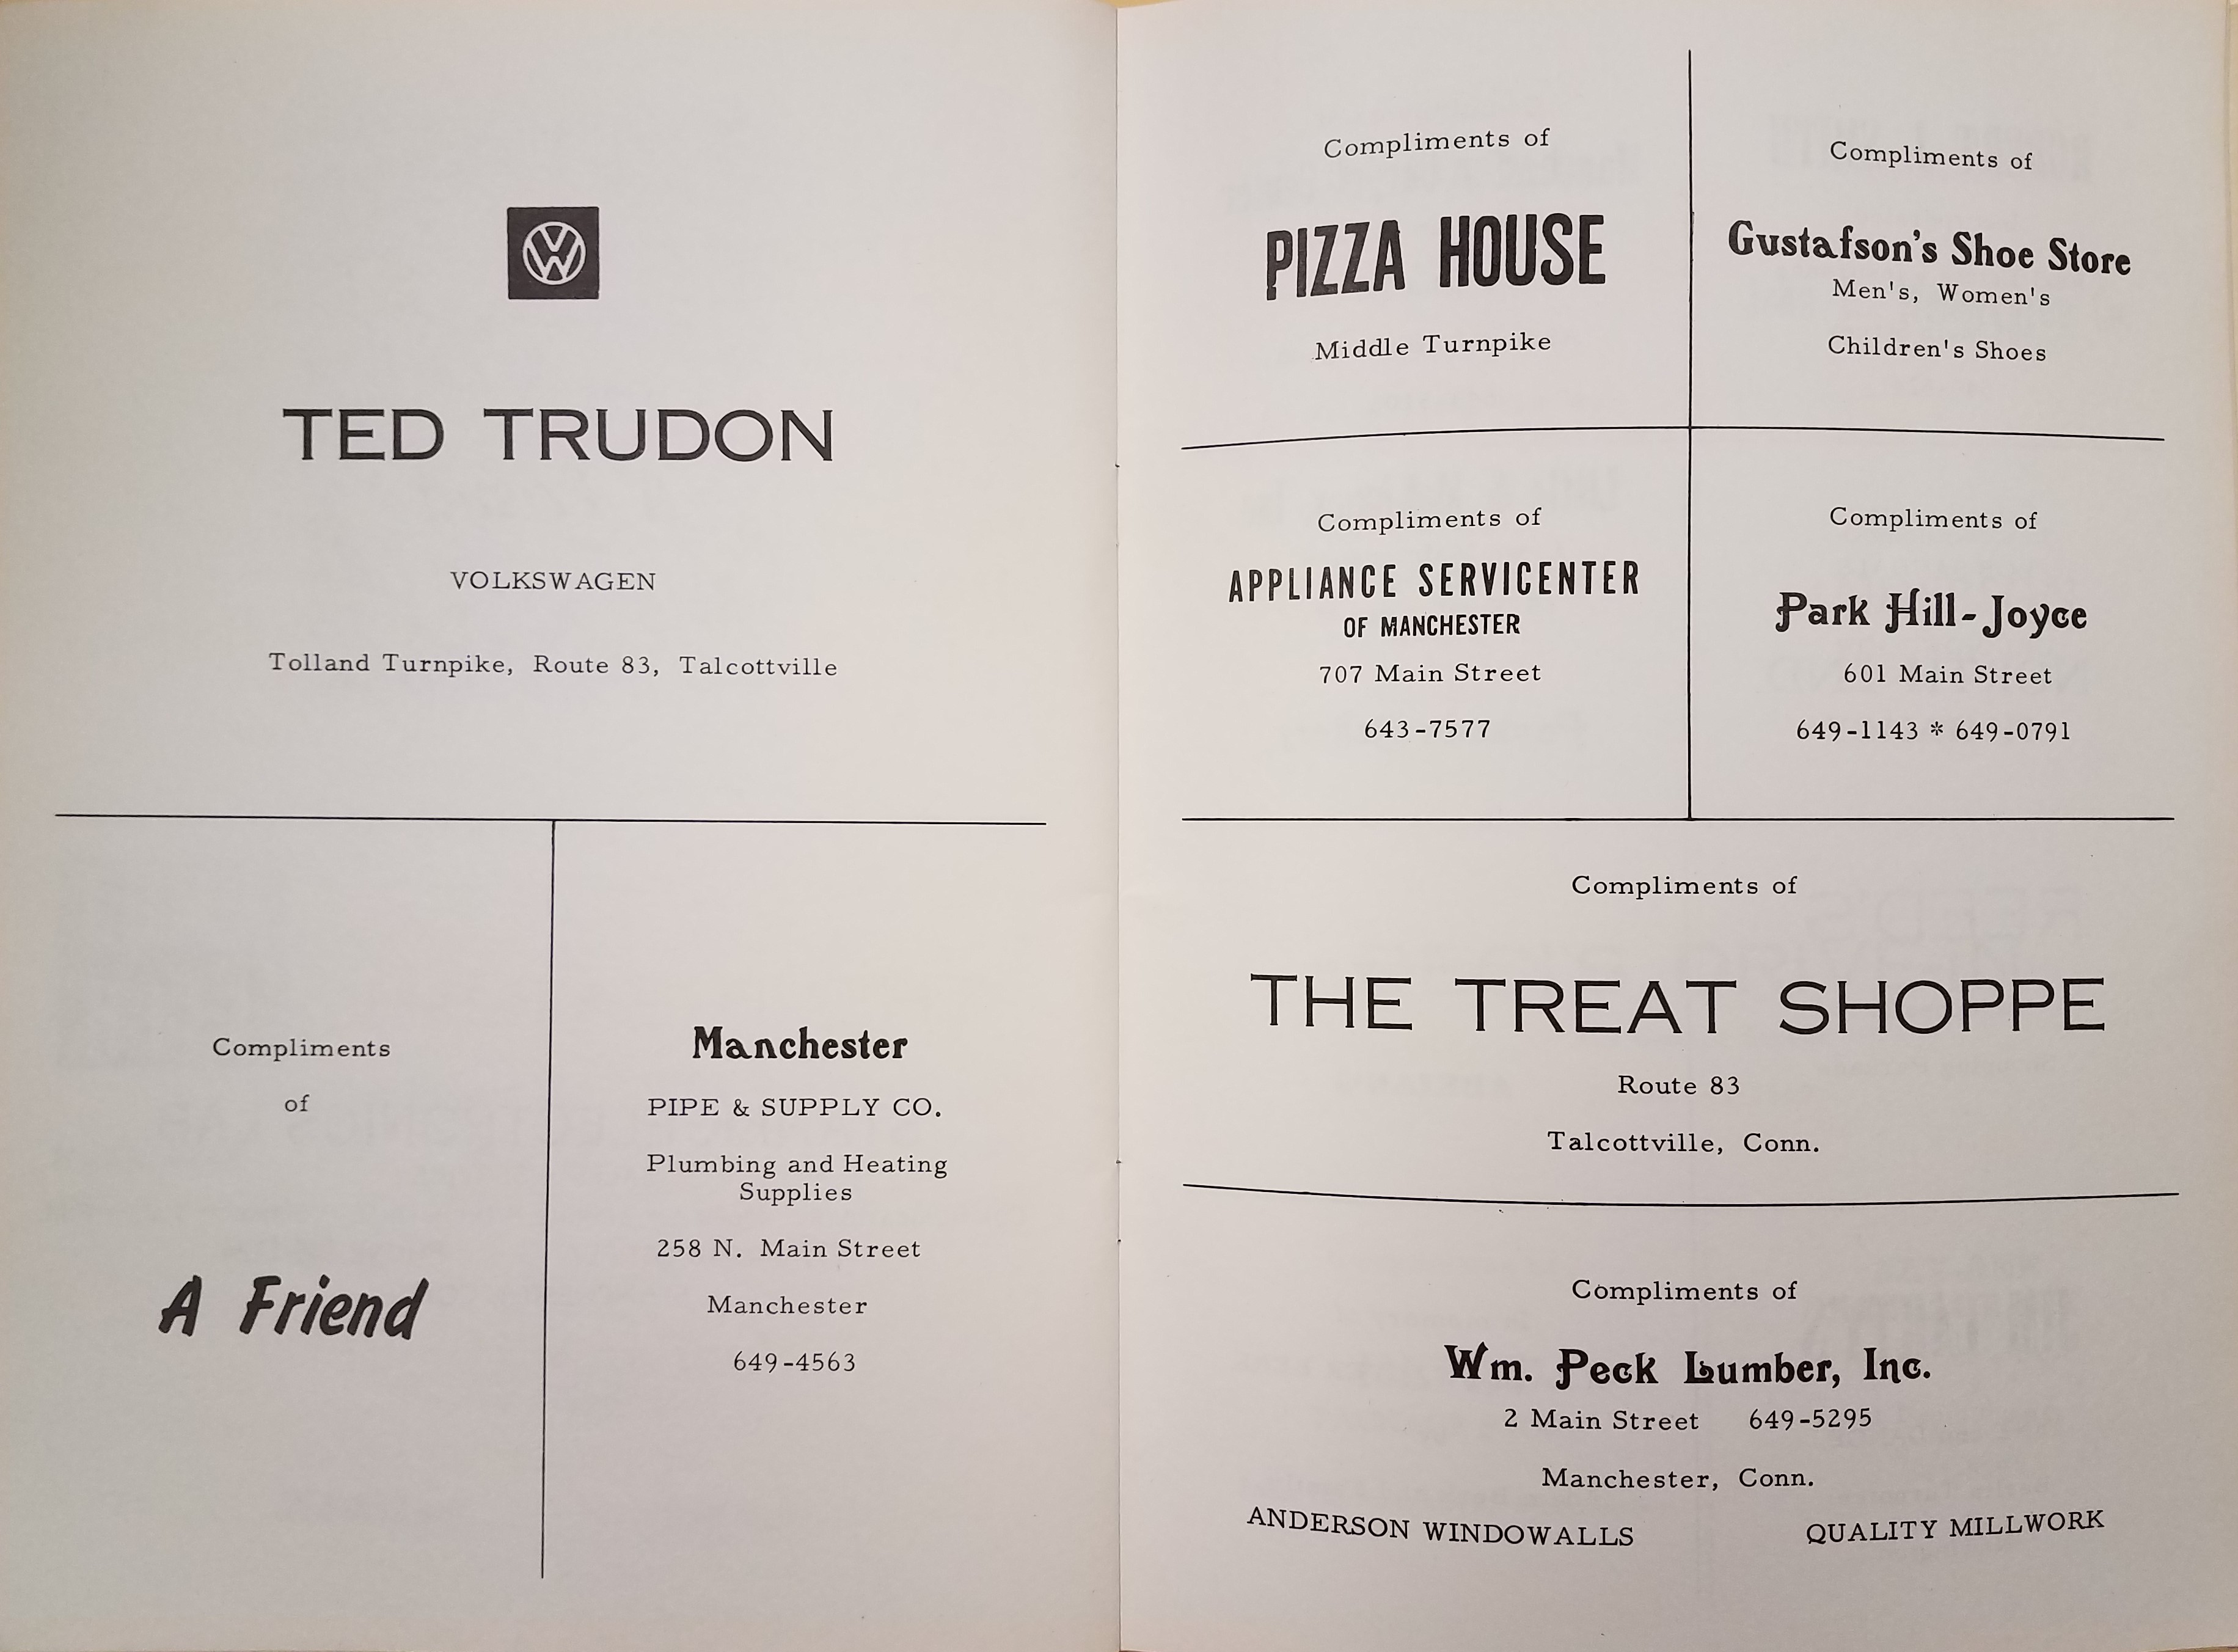 VW
TED TRUDON
VOLKSWAGEN
Tolland Turnpike, Route 83, Talcottville
Compliments
of
A Friend
Manchester
PIPE & SUPPLY CO.
Plumbing and Heating
Supplies
258 N. Main Street
Manchester
649-4563
Compliments of
PIZZA HOUSE
Middle Turnpike
Compliments of
Gustafson's Shoe Store
Men's, Women's
Children's Shoes
Compliments of
APPLIANCE SERVICENTER
OF MANCHESTER
707 Main Street
643-7577
Compliments of
Park Hill-Joyce
601 Main Street
649-1143 * 649-0791
Compliments of
THE TREAT SHOPPE
Route 83
Talcottville, Conn.
Compliments of
Wm. Peck Lumber, Inc.
2 Main Street 649-5295
Manchester, Conn.
ANDERSON WINDOWALLS QUALITY MILLWORK